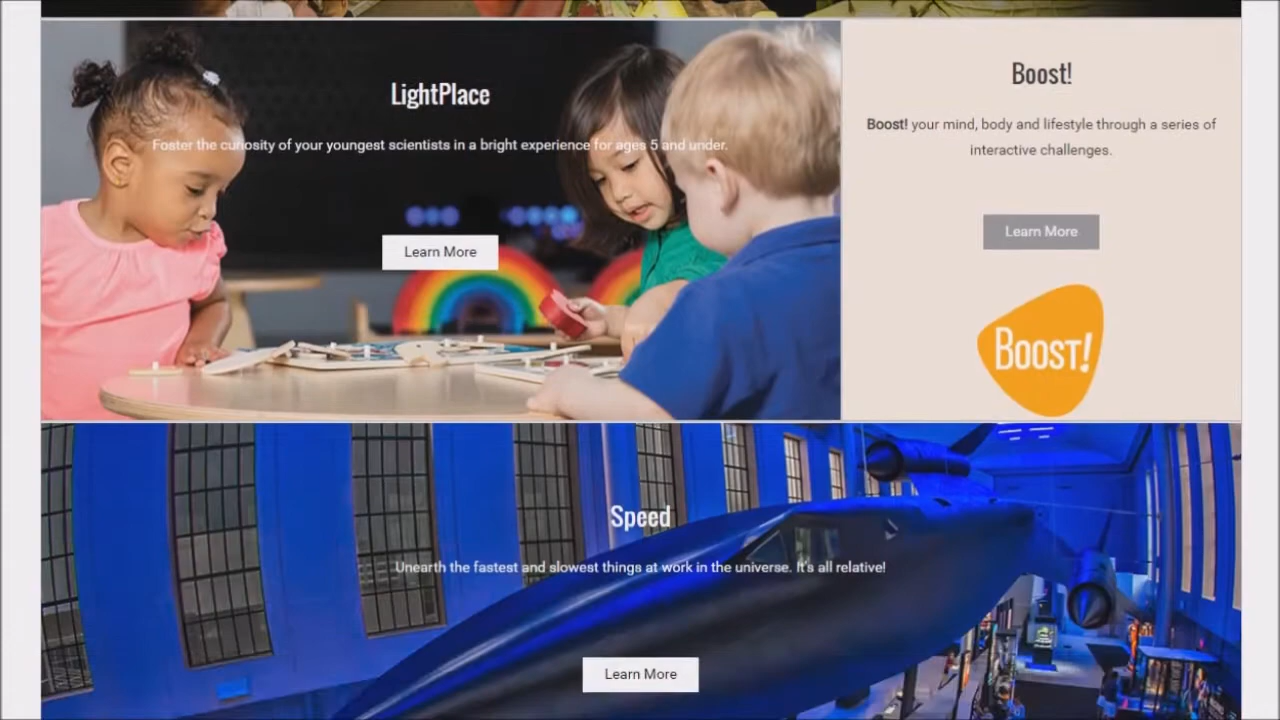 LightPlace
Foster the curiosity of your youngest scientists in a bright experience for ages 5 and under.
Learn More
Boost!
Boost! your mind, body and lifestyle through a series of
interactive challenges.
Learn More
BOOST!
Speed
Unearth the fastest and slowest things at work in the universe. It's all relative!
Learn More